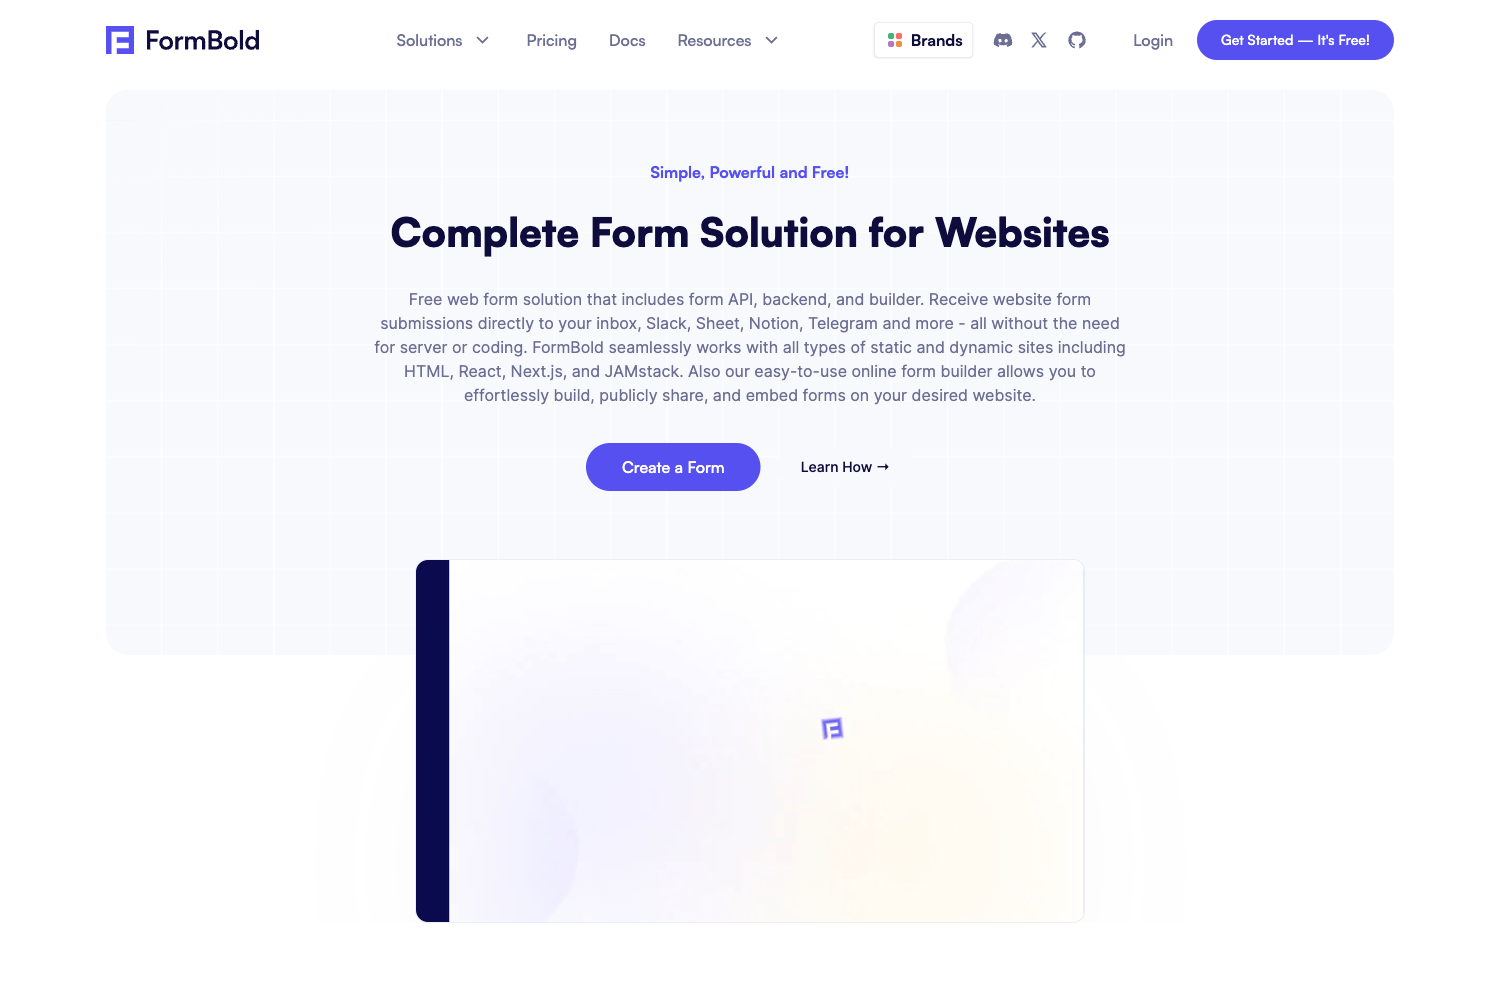 FormBold
Solutions
Pricing
Docs
Resources
Brands
Login
Get Started — It's Free!
Simple, Powerful and Free!
Complete Form Solution for Websites
Free web form solution that includes form API, backend, and builder. Receive website form
submissions directly to your inbox, Slack, Sheet, Notion, Telegram and more - all without the need
for server or coding. FormBold seamlessly works with all types of static and dynamic sites including
HTML, React, Next.js, and JAMstack. Also our easy-to-use online form builder allows you to
effortlessly build, publicly share, and embed forms on your desired website.
Create a Form
Learn How →